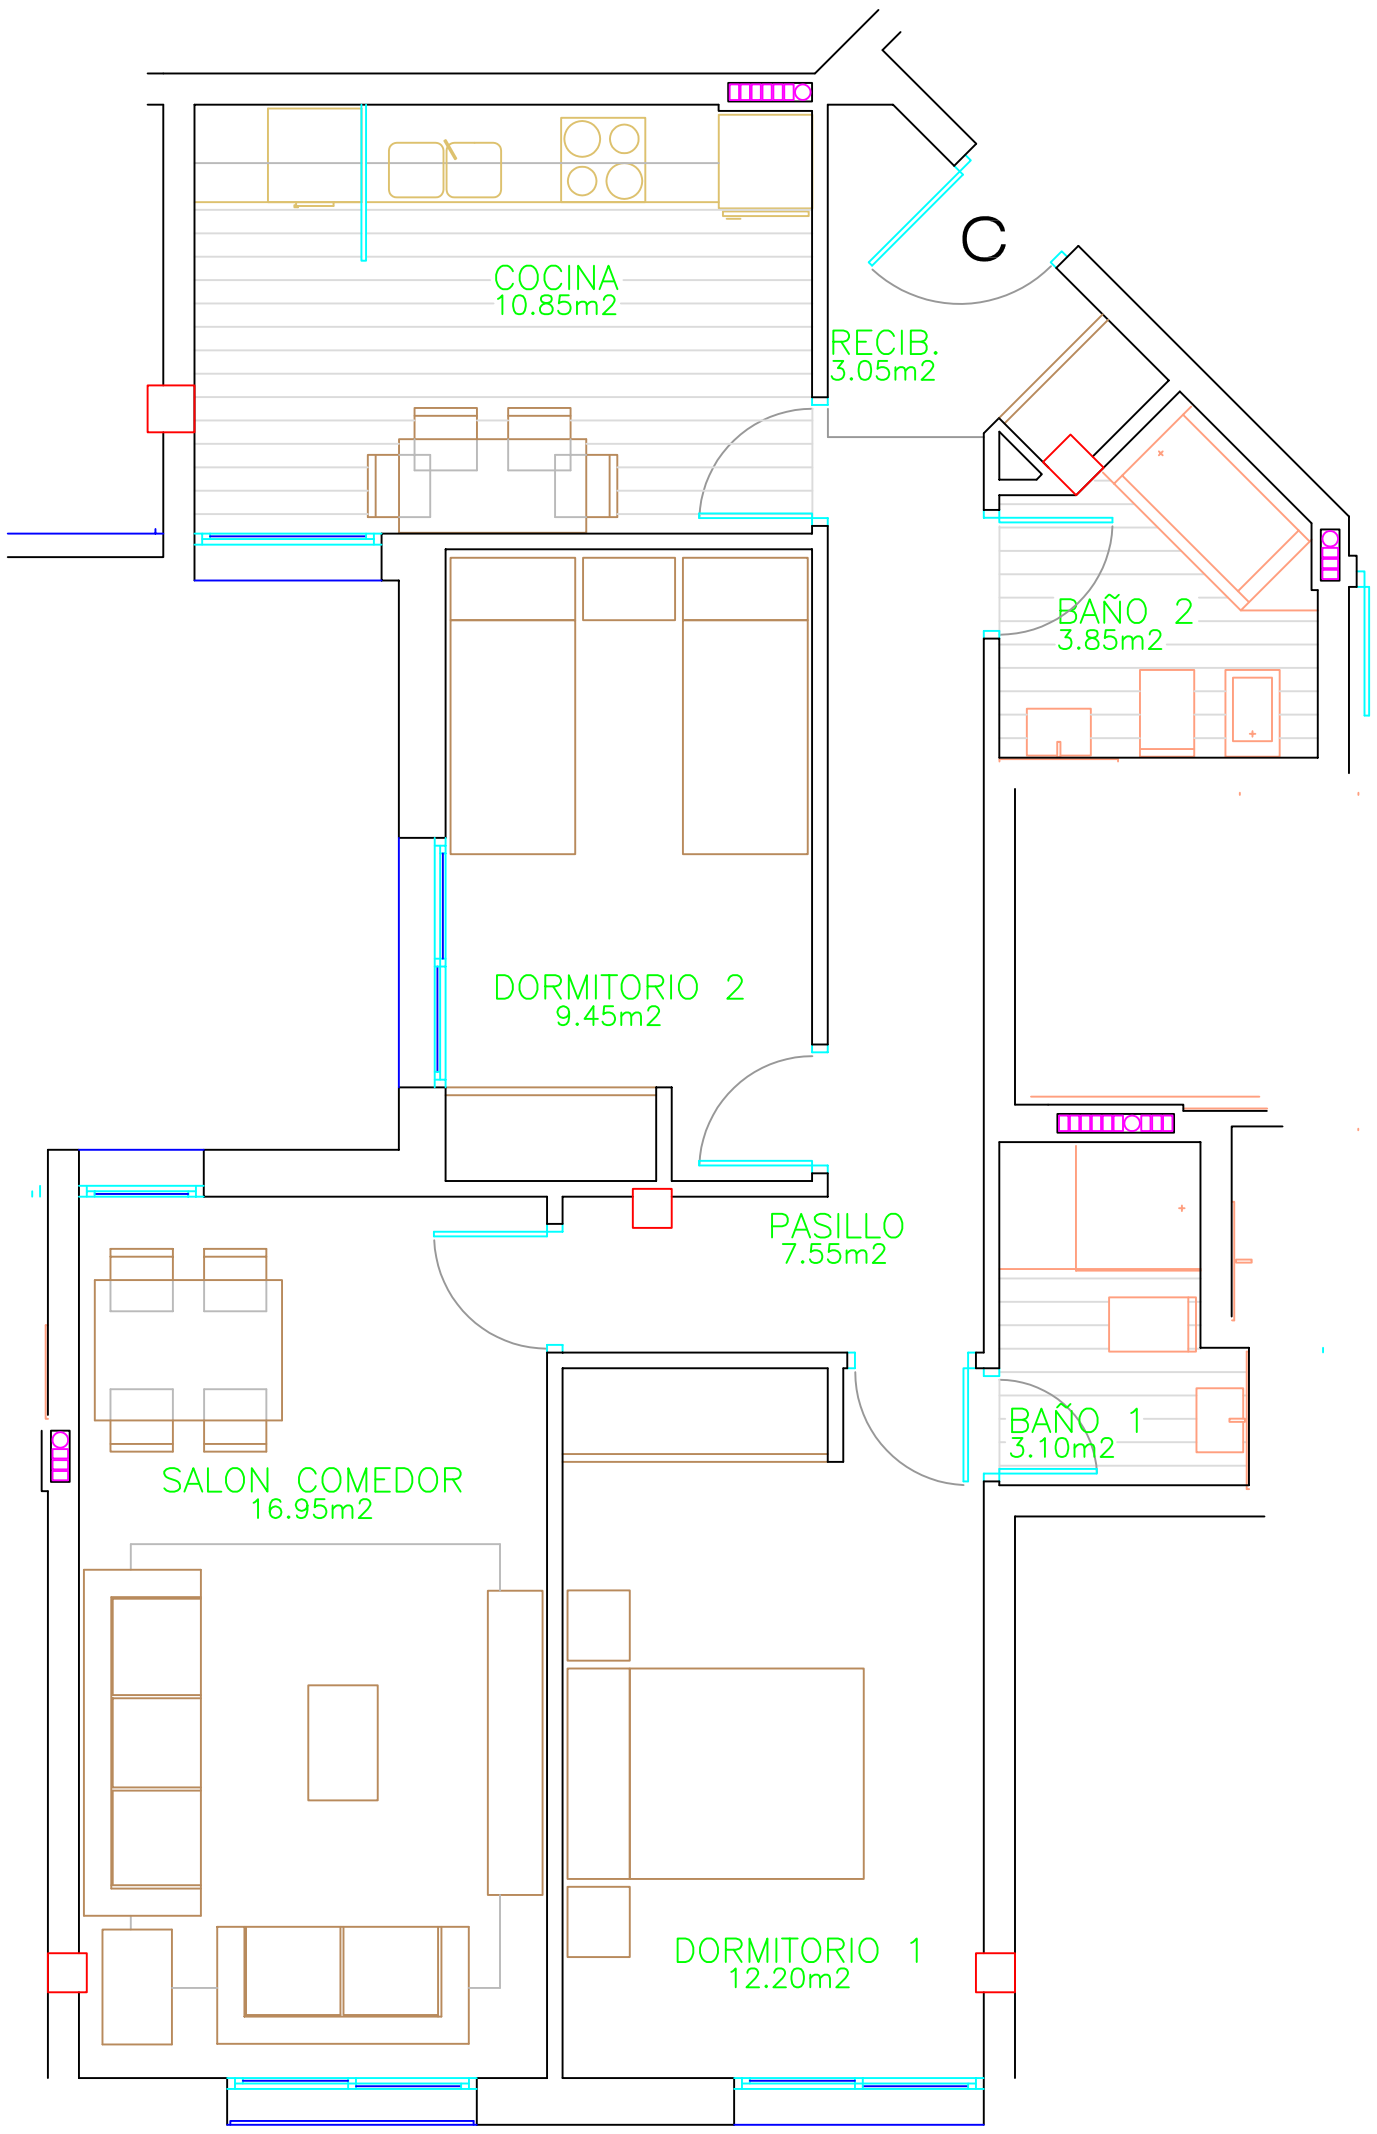 C
COCINA
10.85m2
RECIB.
3.05m2
BAÑO 2
3.85m2
DORMITORIO 2
9.45m2
PASILLO
7.55m2
BAÑO 1
3.10m2
SALON COMEDOR
16.95m2
DORMITORIO 1
12.20m2